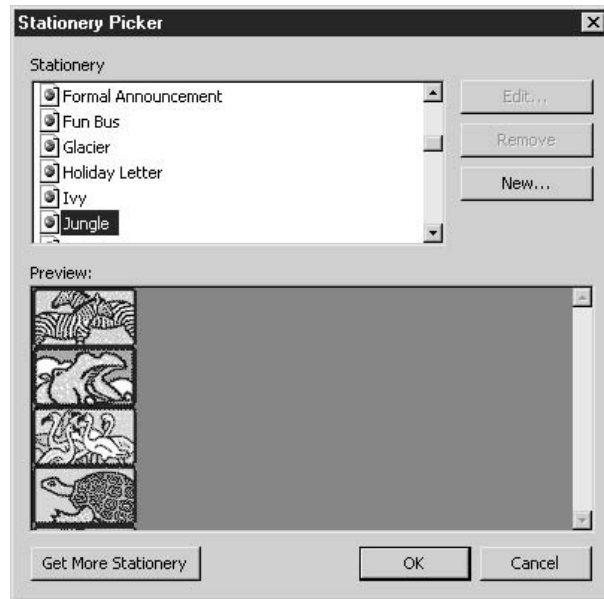 Stationery Picker
Stationery
Formal Announcement
Edit...
Fun Bus
Glacier
Remove
Holiday Letter
Ivy
New...
Jungle
Preview:
Get More Stationery
OK
Cancel